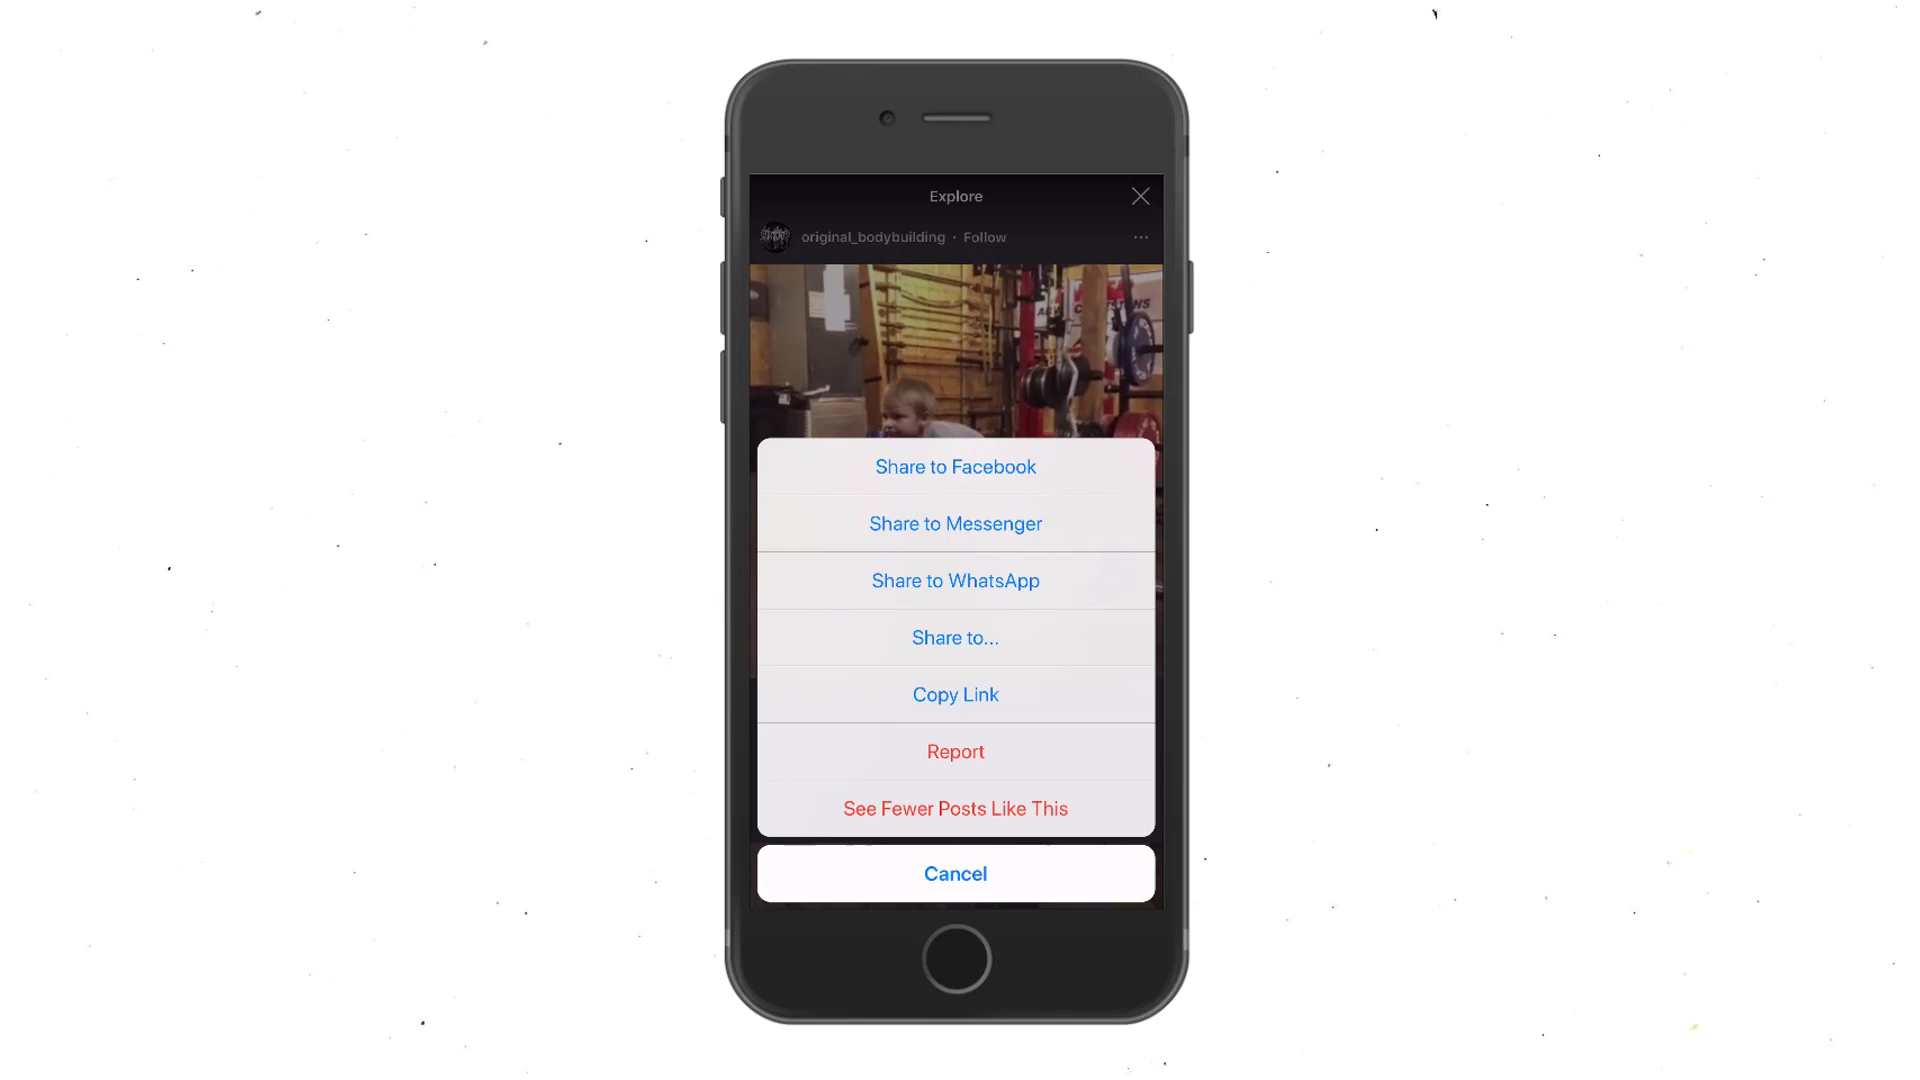 Explore
original_bodybuilding · Follow
Share to Facebook
Share to Messenger
Share to WhatsApp
Share to...
Copy Link
Report
See Fewer Posts Like This
Cancel